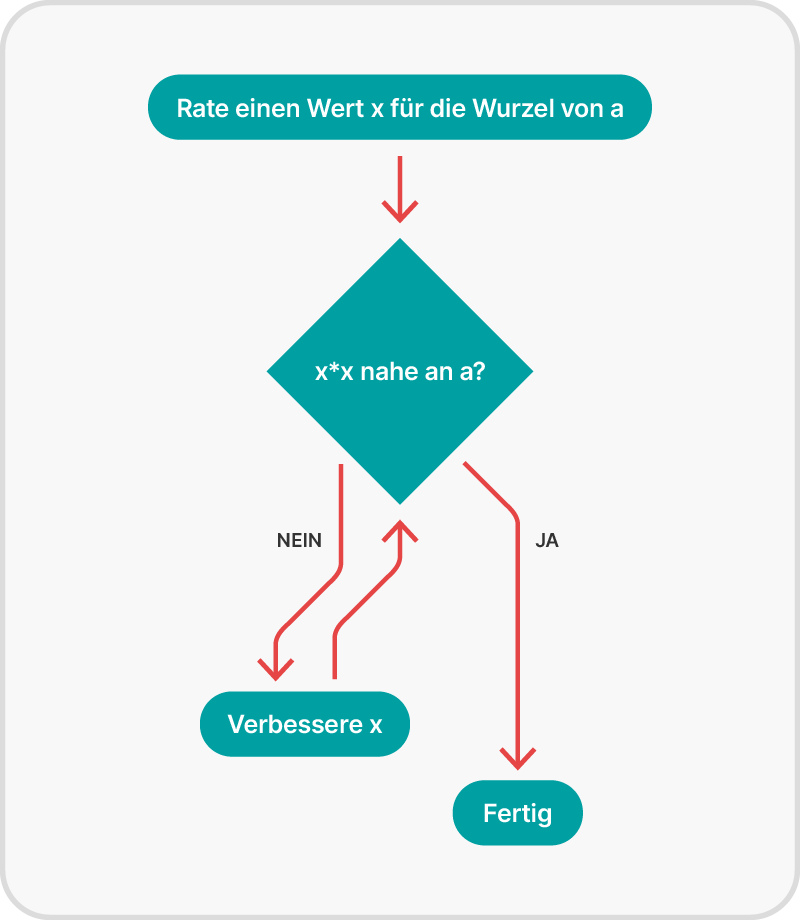 Rate einen Wert x für die Wurzel von a
x*x nahe an a?
NEIN
JA
Verbessere x
Fertig